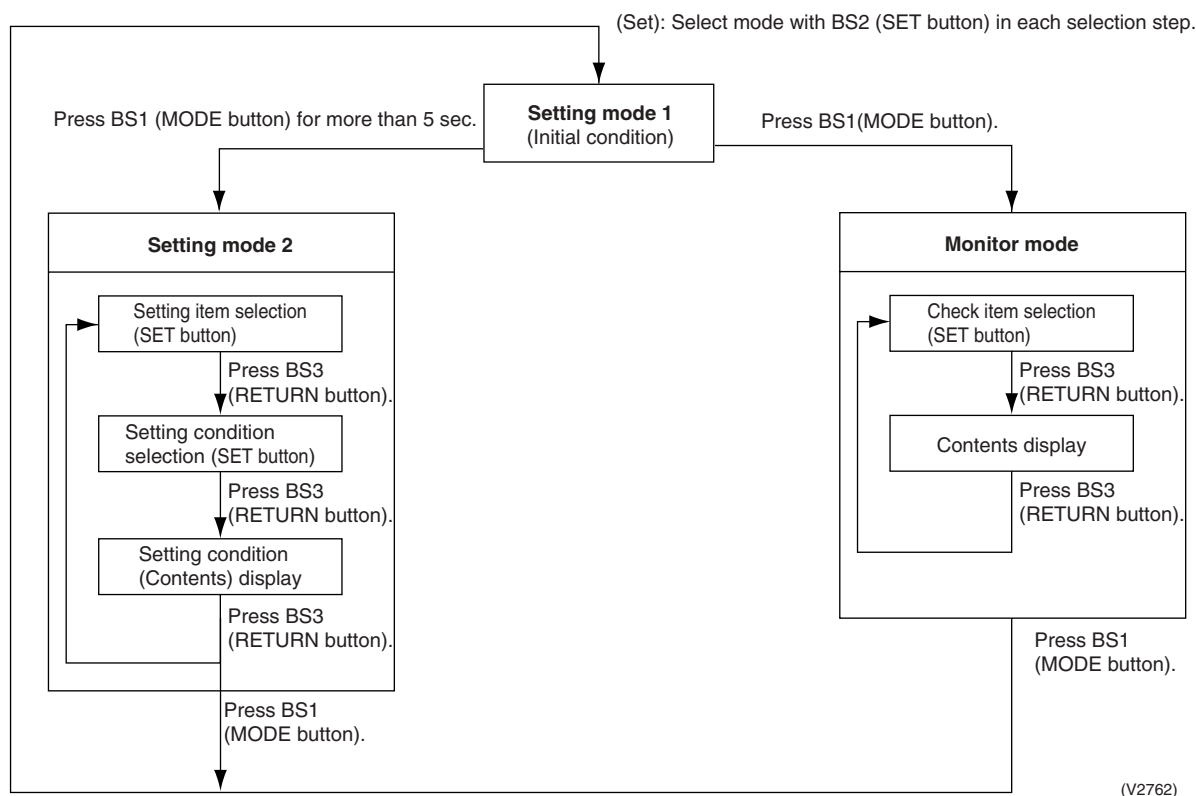 (Set): Select mode with BS2 (SET button) in each selection step.
Setting mode 1
(Initial condition)
Press BS1 (MODE button) for more than 5 sec.
Press BS1(MODE button).
Setting mode 2
Setting item selection
(SET button)
Press BS3
(RETURN button).
Setting condition
selection (SET button)
Press BS3
(RETURN button).
Setting condition
(Contents) display
Press BS3
(RETURN button).
Press BS1
(MODE button).
Monitor mode
Check item selection
(SET button)
Press BS3
(RETURN button).
Contents display
Press BS3
(RETURN button).
Press BS1
(MODE button).
(V2762)